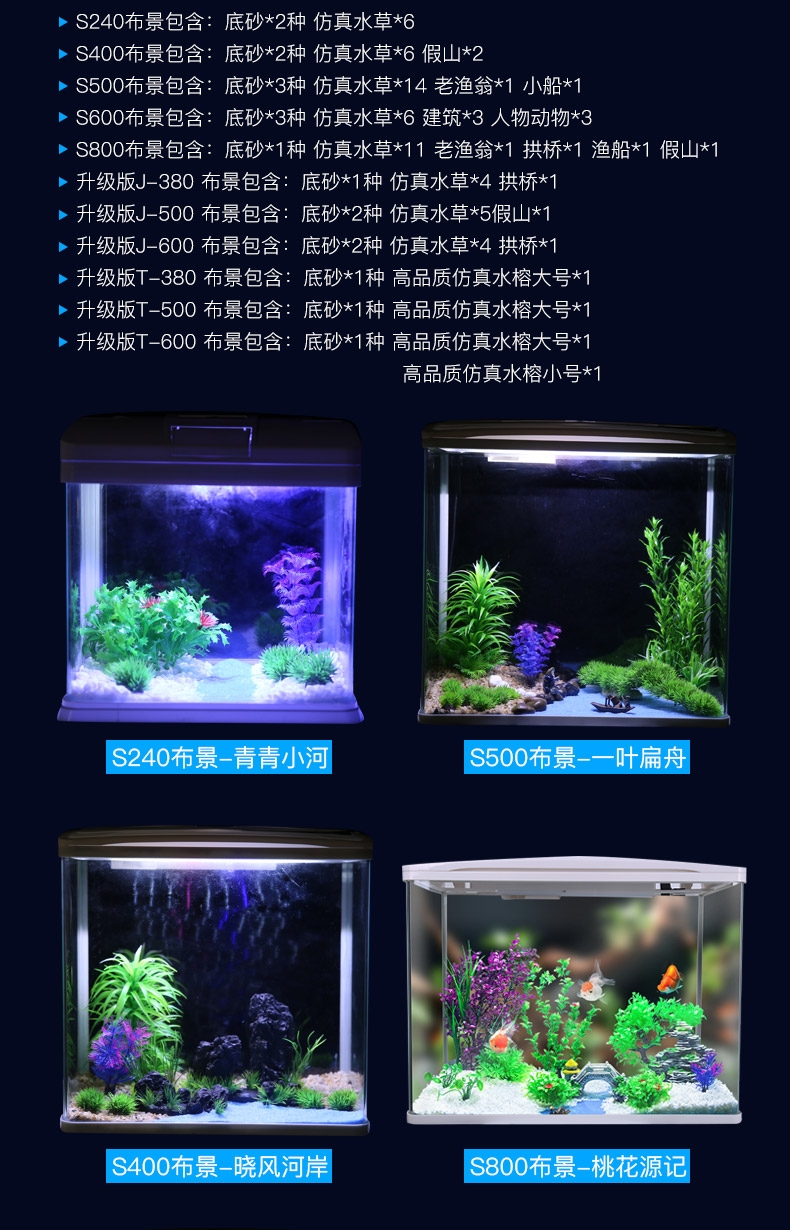 S240布景包含：底砂*2种 仿真水草*6
S400布景包含：底砂*2种 仿真水草*6 假山*2
S500布景包含：底砂*3种 仿真水草*14 老渔翁*1 小船*1
S600布景包含：底砂*3种 仿真水草*6 建筑*3 人物动物*3
S800布景包含：底砂*1种 仿真水草*11 老渔翁*1 拱桥*1 渔船*1 假山*1
升级版J-380 布景包含：底砂*1种 仿真水草*4 拱桥*1
升级版J-500 布景包含：底砂*2种 仿真水草*5假山*1
升级版J-600 布景包含：底砂*2种 仿真水草*4 拱桥*1
升级版T-380 布景包含：底砂*1种 高品质仿真水榕大号*1
升级版T-500 布景包含：底砂*1种 高品质仿真水榕大号*1
升级版T-600 布景包含：底砂*1种 高品质仿真水榕大号*1
高品质仿真水榕小号*1
S240布景-青青小河
S500布景-一叶扁舟
S400布景-晓风河岸
S800布景-桃花源记